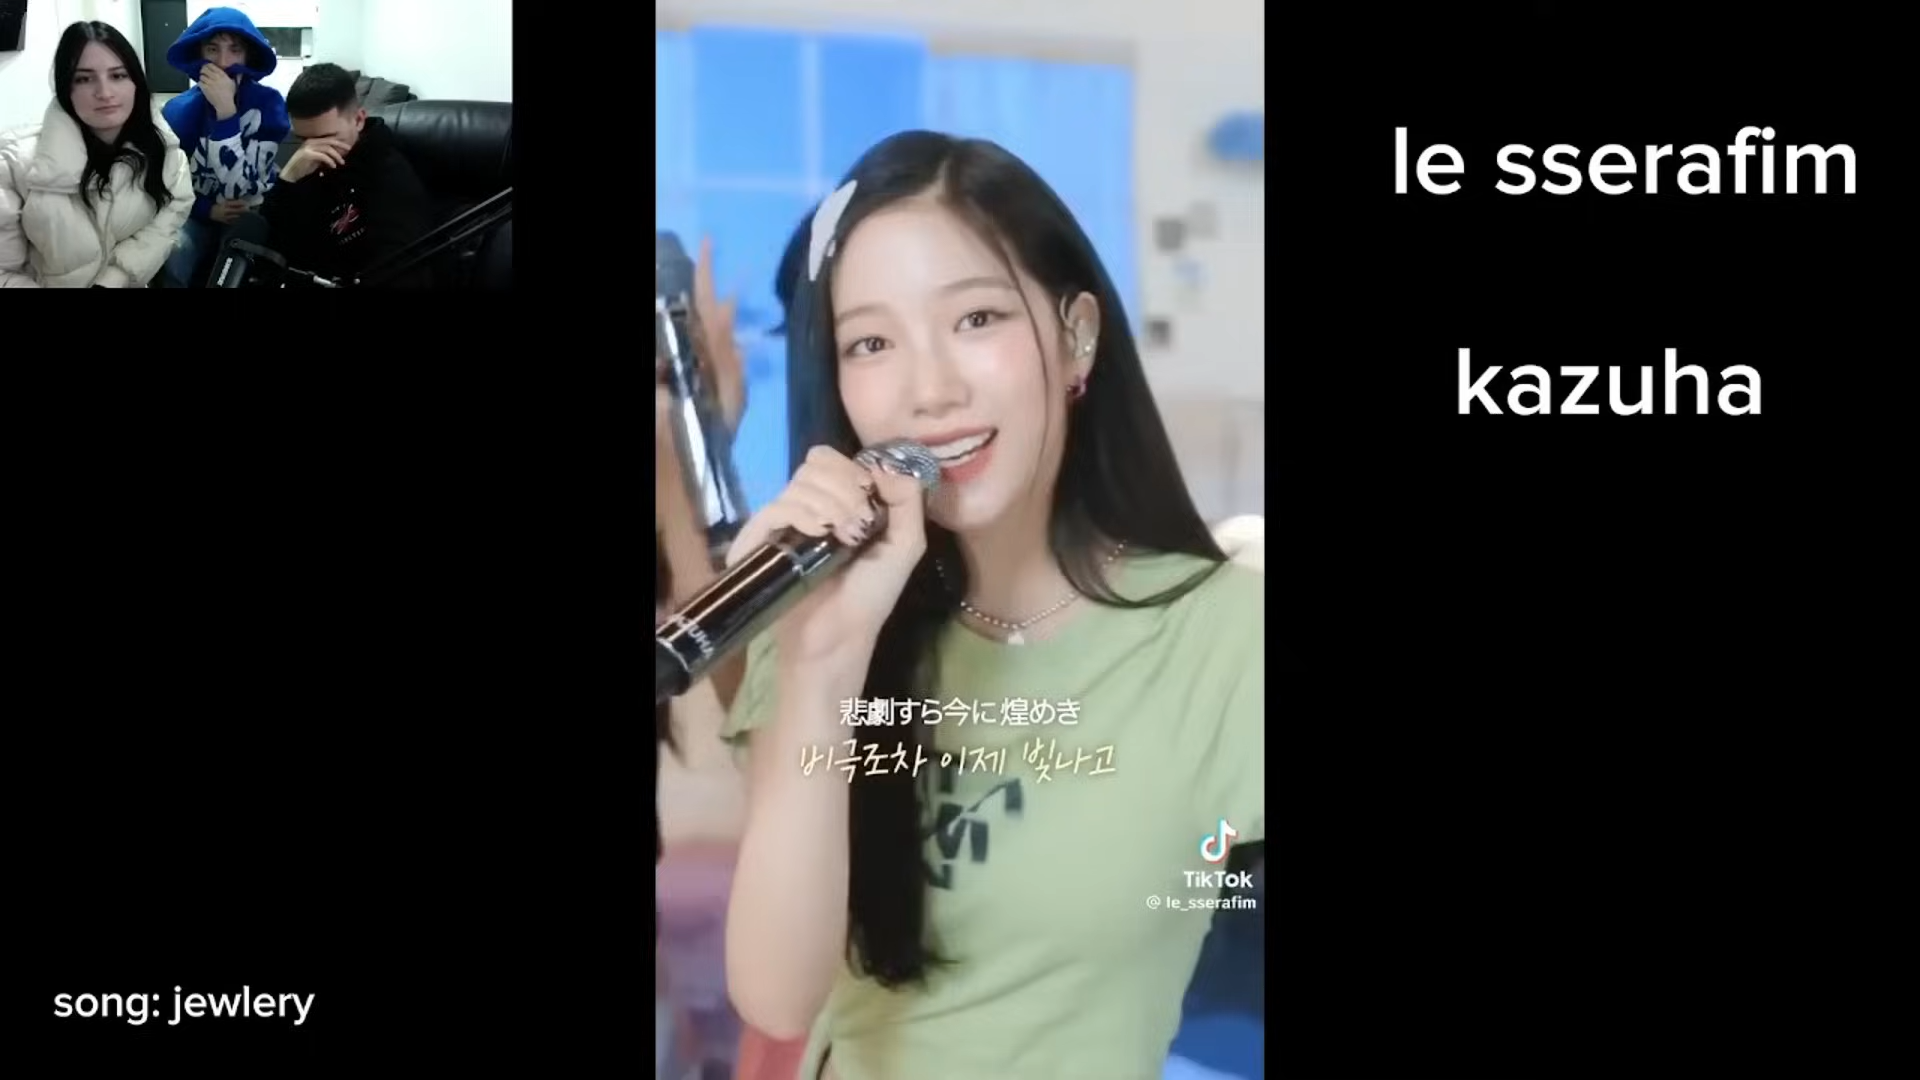 le sserafim
kazuha
KAZUHA
悲劇すら今に 煌めき
비극조차 이제 빛나고
TikTok
@ le_sserafim
song: jewlery